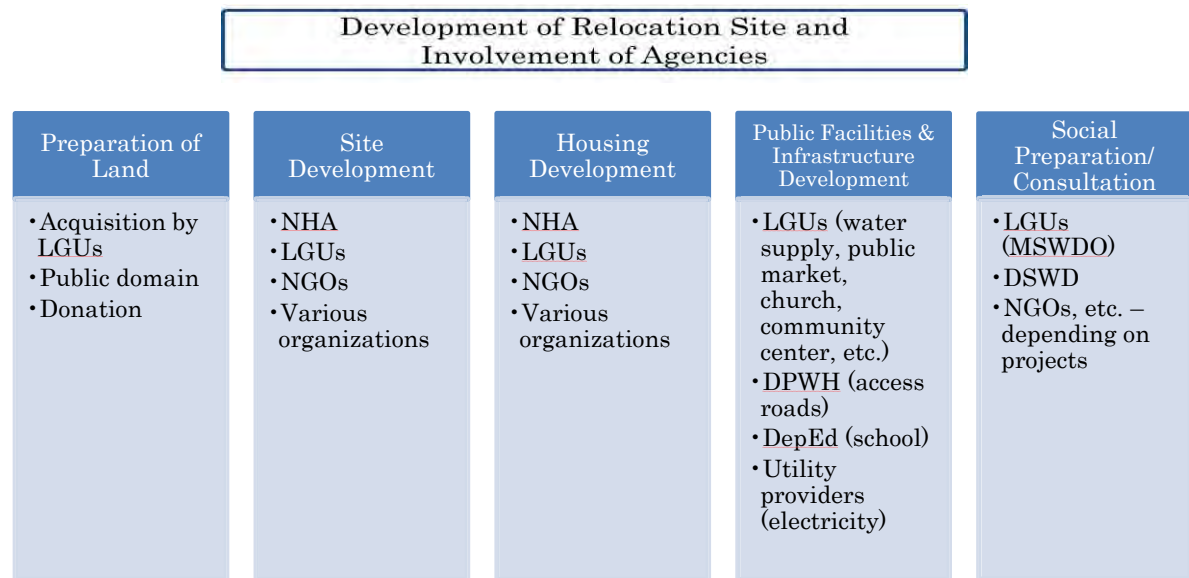 Development of Relocation Site and
Involvement of Agencies
Preparation of
Land
•Acquisition by
LGUs
•Public domain
•Donation
Site
Development
•NHA
•LGUs
•NGOs
•Various
organizations
Housing
Development
•NHA
•LGUs
•NGOs
•Various
organizations
Public Facilities &
Infrastructure
Development
•LGUs (water
supply, public
market,
church,
community
center, etc.)
•DPWH (access
roads)
•DepEd (school)
•Utility
providers
(electricity)
Social
Preparation/
Consultation
•LGUs
(MSWDO)
•DSWD
•NGOs, etc. –
depending on
projects